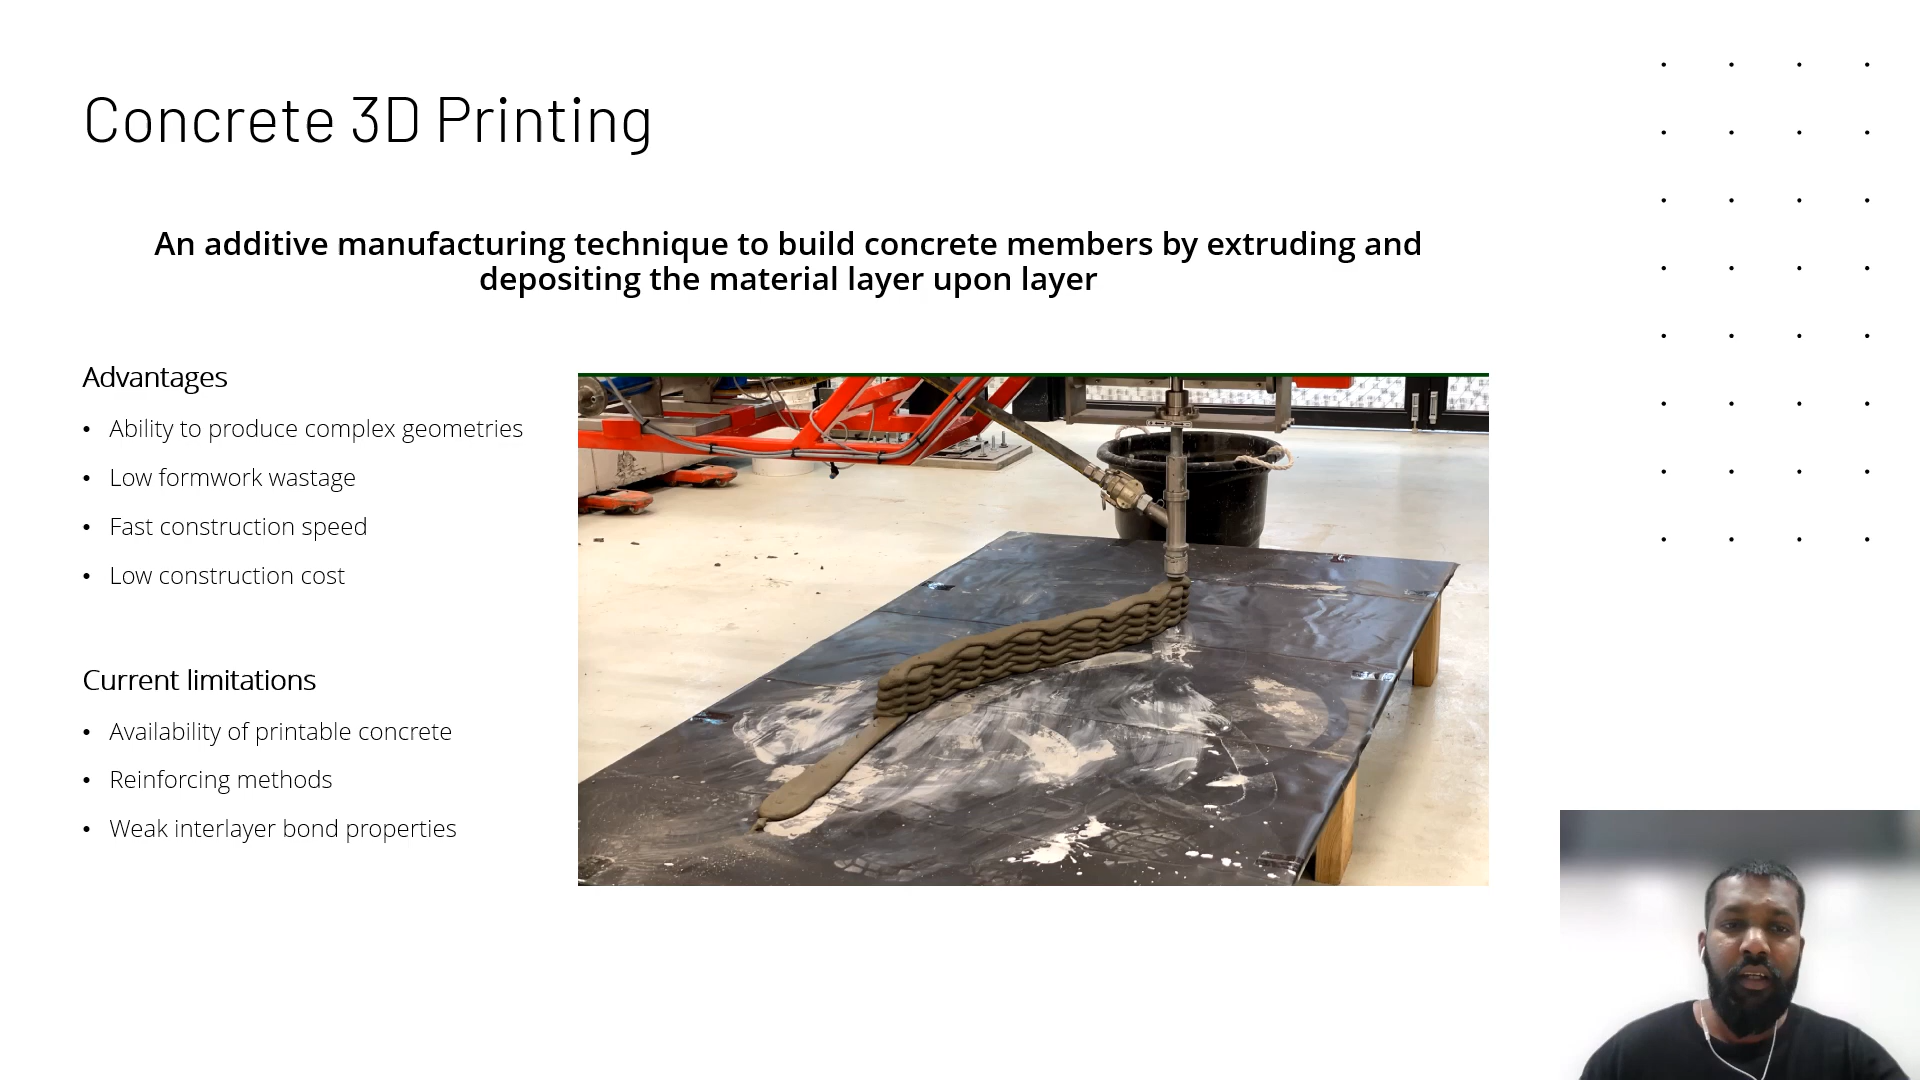 Concrete 3D Printing
An additive manufacturing technique to build concrete members by extruding and
depositing the material layer upon layer
Advantages
• Ability to produce complex geometries
• Low formwork wastage
• Fast construction speed
• Low construction cost
Current limitations
• Availability of printable concrete
• Reinforcing methods
• Weak interlayer bond properties